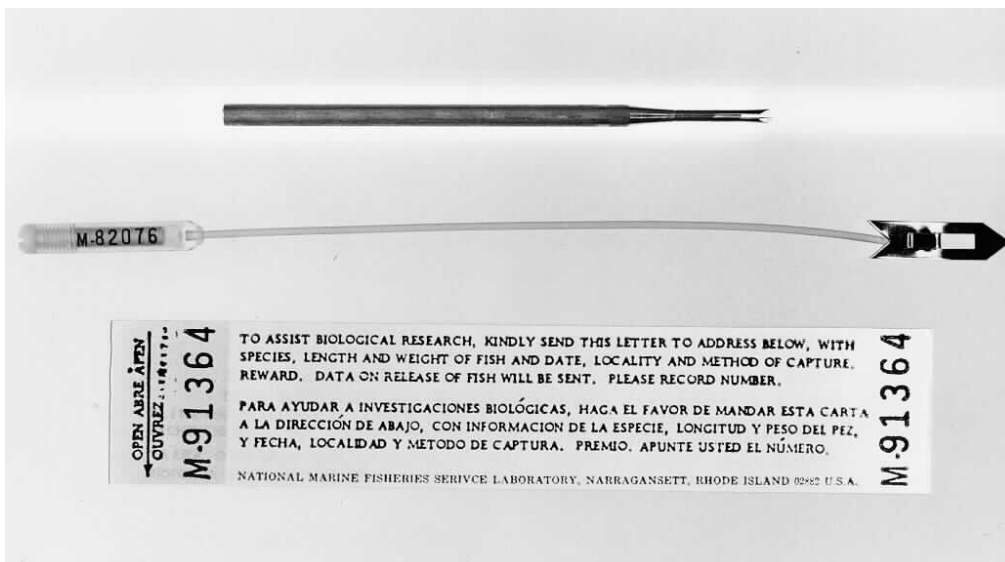 M-82076
OPEN ABRE ÅPEN
OUVREZ
M-91364
TO ASSIST BIOLOGICAL RESEARCH, KINDLY SEND THIS LETTER TO ADDRESS BELOW, WITH
SPECIES, LENGTH AND WEIGHT OF FISH AND DATE, LOCALITY AND METHOD OF CAPTURE.
REWARD. DATA ON RELEASE OF FISH WILL BE SENT. PLEASE RECORD NUMBER.
PARA AYUDAR A INVESTIGACIONES BIOLÓGICAS, HAGA EL FAVOR DE MANDAR ESTA CARTA
A LA DIRECCIÓN DE ABAJO, CON INFORMACION DE LA ESPECIE, LONGITUD Y PESO DEL PEZ,
Y FECHA, LOCALIDAD Y METODO DE CAPTURA. PREMIO. APUNTE USTED EL NÚMERO.
NATIONAL MARINE FISHERIES SERIVCE LABORATORY, NARRAGANSETT, RHODE ISLAND 02882 U.S.A.
M-91364